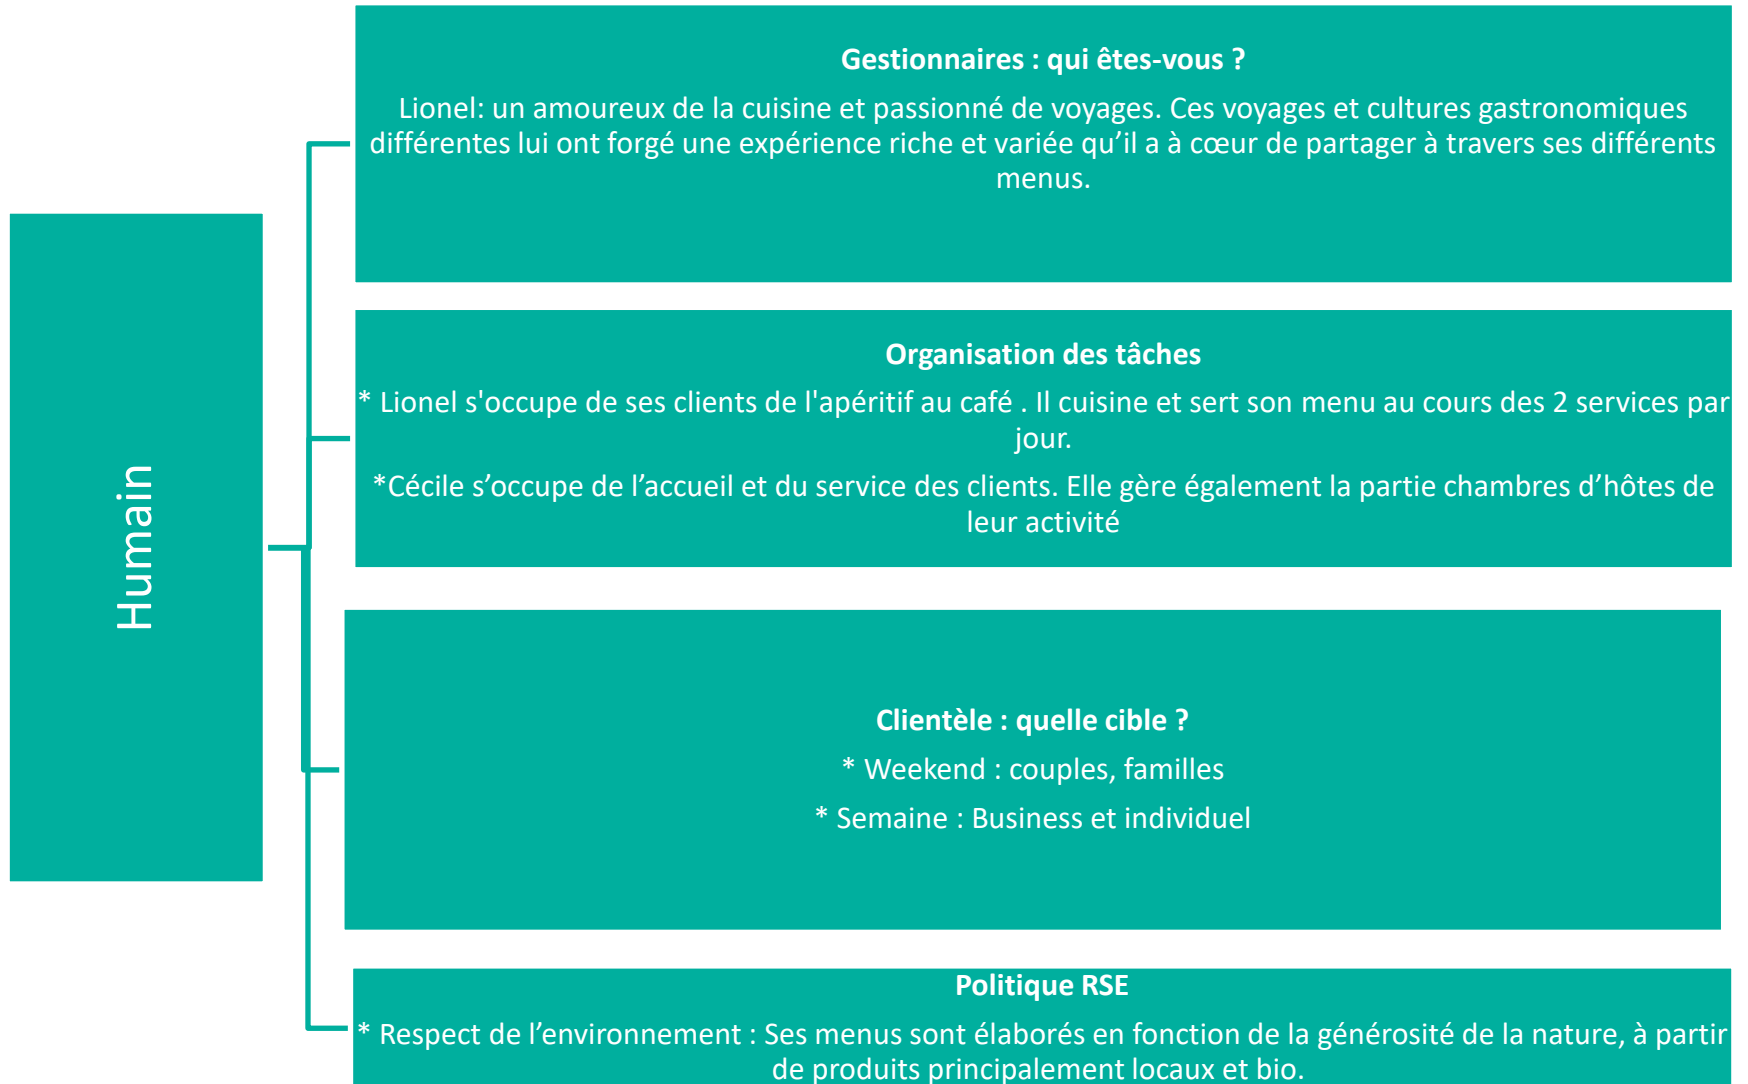 Humain
Gestionnaires : qui êtes-vous ?
Lionel: un amoureux de la cuisine et passionné de voyages. Ces voyages et cultures gastronomiques
différentes lui ont forgé une expérience riche et variée qu’il a à cœur de partager à travers ses différents
menus.
Organisation des tâches
* Lionel s'occupe de ses clients de l'apéritif au café . Il cuisine et sert son menu au cours des 2 services par
jour.
*Cécile s’occupe de l’accueil et du service des clients. Elle gère également la partie chambres d’hôtes de
leur activité
Clientèle : quelle cible ?
* Weekend : couples, familles
* Semaine : Business et individuel
Politique RSE
* Respect de l’environnement : Ses menus sont élaborés en fonction de la générosité de la nature, à partir
de produits principalement locaux et bio.